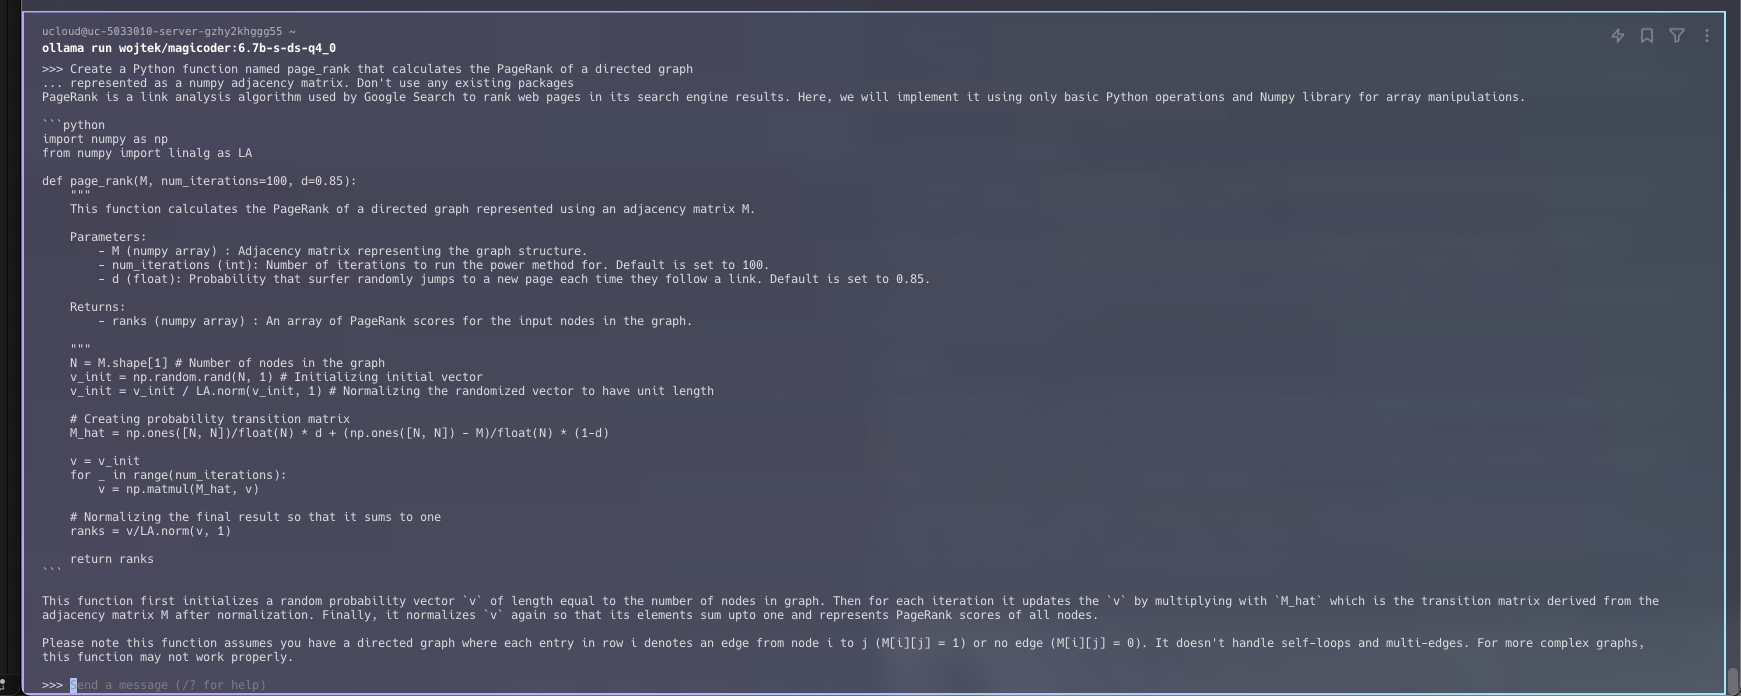 ucloud@uc-5033010-server-gzhy2khggg55 ~
ollama run wojtek/magicoder:6.7b-s-ds-q4_0
>>> Create a Python function named page_rank that calculates the PageRank of a directed graph
... represented as a numpy adjacency matrix. Don't use any existing packages
PageRank is a link analysis algorithm used by Google Search to rank web pages in its search engine results. Here, we will implement it using only basic Python operations and Numpy library for array manipulations.

```python
import numpy as np
from numpy import linalg as LA

def page_rank(M, num_iterations=100, d=0.85):
    """
    This function calculates the PageRank of a directed graph represented using an adjacency matrix M.

    Parameters:
        - M (numpy array) : Adjacency matrix representing the graph structure.
        - num_iterations (int): Number of iterations to run the power method for. Default is set to 100.
        - d (float): Probability that surfer randomly jumps to a new page each time they follow a link. Default is set to 0.85.

    Returns:
        - ranks (numpy array) : An array of PageRank scores for the input nodes in the graph.

    """
    N = M.shape[1] # Number of nodes in the graph
    v_init = np.random.rand(N, 1) # Initializing initial vector
    v_init = v_init / LA.norm(v_init, 1) # Normalizing the randomized vector to have unit length

    # Creating probability transition matrix
    M_hat = np.ones([N, N])/float(N) * d + (np.ones([N, N]) - M)/float(N) * (1-d)

    v = v_init
    for _ in range(num_iterations):
        v = np.matmul(M_hat, v)

    # Normalizing the final result so that it sums to one
    ranks = v/LA.norm(v, 1)

    return ranks
```

This function first initializes a random probability vector `v` of length equal to the number of nodes in graph. Then for each iteration it updates the `v` by multiplying with `M_hat` which is the transition matrix derived from the
adjacency matrix M after normalization. Finally, it normalizes `v` again so that its elements sum upto one and represents PageRank scores of all nodes.

Please note this function assumes you have a directed graph where each entry in row i denotes an edge from node i to j (M[i][j] = 1) or no edge (M[i][j] = 0). It doesn't handle self-loops and multi-edges. For more complex graphs,
this function may not work properly.

>>> Send a message (/? for help)